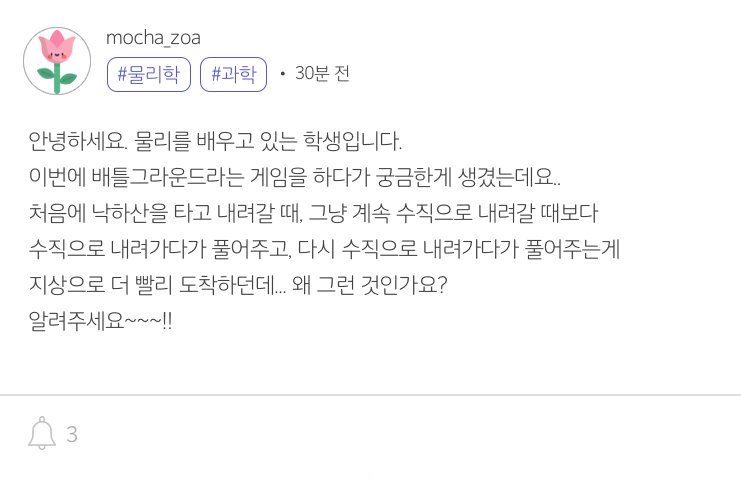 mocha_zoa
#물리학 #과학 • 30분 전
안녕하세요. 물리를 배우고 있는 학생입니다.
이번에 배틀그라운드라는 게임을 하다가 궁금한게 생겼는데요..
처음에 낙하산을 타고 내려갈 때, 그냥 계속 수직으로 내려갈 때보다
수직으로 내려가다가 풀어주고, 다시 수직으로 내려가다가 풀어주는게
지상으로 더 빨리 도착하던데... 왜 그런 것인가요?
알려주세요~~~!!
3